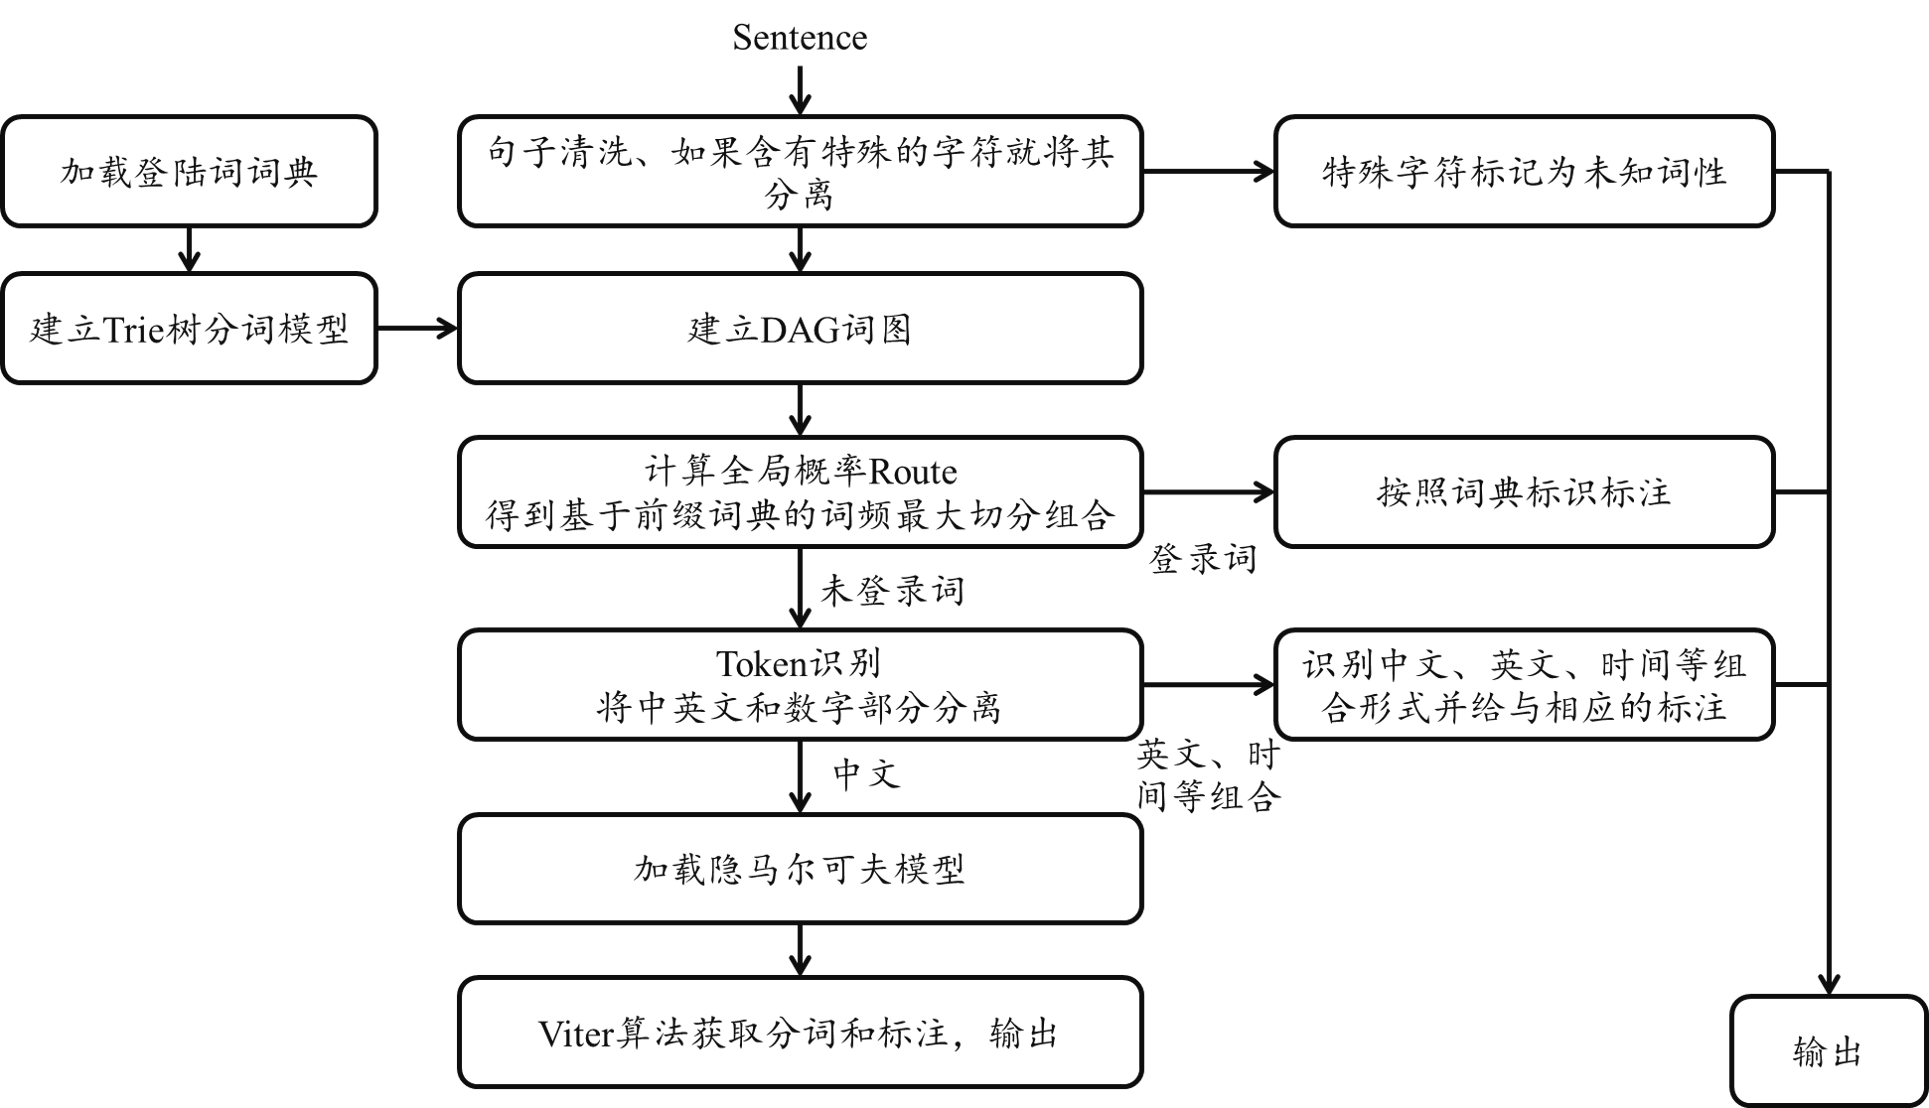 Sentence
加载登陆词词典
句子清洗、如果含有特殊的字符就将其
分离
特殊字符标记为未知词性
建立Trie树分词模型
建立DAG词图
计算全局概率Route
得到基于前缀词典的词频最大切分组合
按照词典标识标注
登录词
未登录词
Token识别
将中英文和数字部分分离
识别中文、英文、时间等组
合形式并给与相应的标注
英文、时
间等组合
中文
加载隐马尔可夫模型
Viter算法获取分词和标注，输出
输出